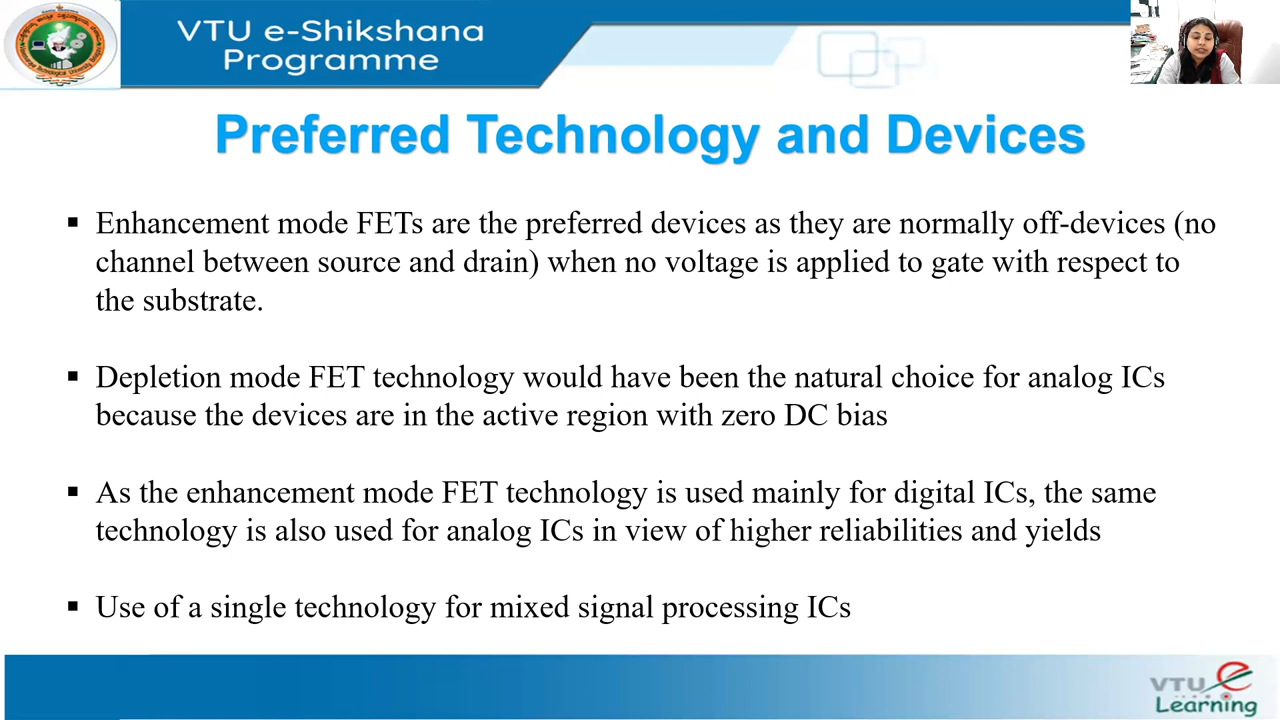 VTU e-Shikshana
Programme
Preferred Technology and Devices
▪ Enhancement mode FETs are the preferred devices as they are normally off-devices (no
channel between source and drain) when no voltage is applied to gate with respect to
the substrate.
▪ Depletion mode FET technology would have been the natural choice for analog ICs
because the devices are in the active region with zero DC bias
▪ As the enhancement mode FET technology is used mainly for digital ICs, the same
technology is also used for analog ICs in view of higher reliabilities and yields
▪ Use of a single technology for mixed signal processing ICs
VTU e
Learning